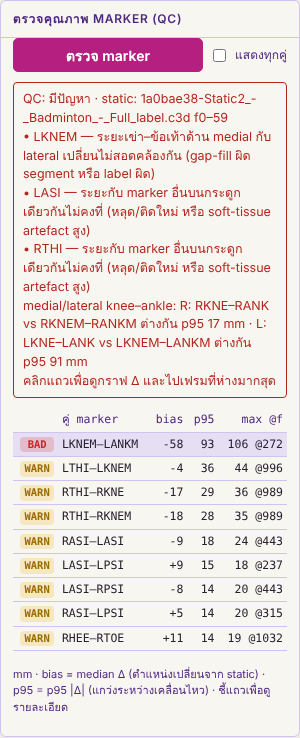 ตรวจคุณภาพ MARKER (QC)
ตรวจ marker
แสดงทุกคู่
QC: มีปัญหา · static: 1a0bae38-Static2_-
_Badminton_-_Full_label.c3d f0–59
• LKNEM — ระยะเข่า–ข้อเท้าด้าน medial กับ
lateral เปลี่ยนไม่สอดคล้องกัน (gap-fill ผิด
segment หรือ label ผิด)
• LASI — ระยะกับ marker อื่นบนกระดูก
เดียวกันไม่คงที่ (หลุด/ติดใหม่ หรือ soft-tissue
artefact สูง)
• RTHI — ระยะกับ marker อื่นบนกระดูก
เดียวกันไม่คงที่ (หลุด/ติดใหม่ หรือ soft-tissue
artefact สูง)
medial/lateral knee–ankle: R: RKNE–RANK
vs RKNEM–RANKM ต่างกัน p95 17 mm · L:
LKNE–LANK vs LKNEM–LANKM ต่างกัน
p95 91 mm
คลิกแถวเพื่อดูกราฟ Δ และไปเฟรมที่ห่างมากสุด
คู่ marker bias p95 max @f
BAD LKNEM–LANKM -58 93 106 @272
WARN LTHI–LKNEM -4 36 44 @996
WARN RTHI–RKNE -17 29 36 @989
WARN RTHI–RKNEM -18 28 35 @989
WARN RASI–LASI -9 18 24 @443
WARN LASI–LPSI +9 15 18 @237
WARN LASI–RPSI -8 14 20 @443
WARN RASI–LPSI +5 14 20 @315
WARN RHEE–RTOE +11 14 19 @1032
mm · bias = median Δ (ตำแหน่งเปลี่ยนจาก static) ·
p95 = p95 |Δ| (แกว่งระหว่างเคลื่อนไหว) · ชี้แถวเพื่อดู
รายละเอียด